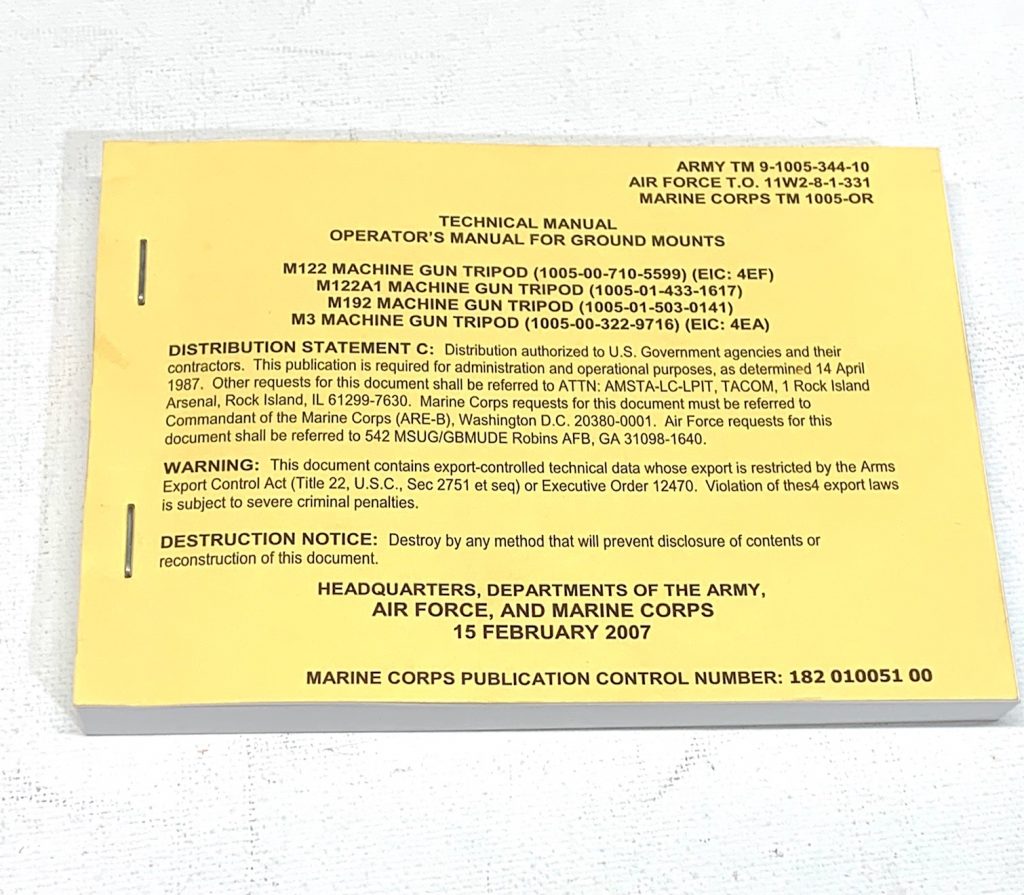 ARMY TM 9-1005-344-10
AIR FORCE T.O. 11W2-8-1-331
MARINE CORPS TM 1005-OR
TECHNICAL MANUAL
OPERATOR'S MANUAL FOR GROUND MOUNTS
M122 MACHINE GUN TRIPOD (1005-00-710-5599) (EIC: 4EF)
M122A1 MACHINE GUN TRIPOD (1005-01-433-1617)
M192 MACHINE GUN TRIPOD (1005-01-503-0141)
M3 MACHINE GUN TRIPOD (1005-00-322-9716) (EIC: 4EA)
DISTRIBUTION STATEMENT C: Distribution authorized to U.S. Government agencies and their
contractors. This publication is required for administration and operational purposes, as determined 14 April
1987. Other requests for this document shall be referred to ATTN: AMSTA-LC-LPIT, TACOM, 1 Rock Island
Arsenal, Rock Island, IL 61299-7630. Marine Corps requests for this document must be referred to
Commandant of the Marine Corps (ARE-B), Washington D.C. 20380-0001. Air Force requests for this
document shall be referred to 542 MSUG/GBMUDE Robins AFB, GA 31098-1640.
WARNING: This document contains export-controlled technical data whose export is restricted by the Arms
Export Control Act (Title 22, U.S.C., Sec 2751 et seq) or Executive Order 12470. Violation of thes4 export laws
is subject to severe criminal penalties.
DESTRUCTION NOTICE: Destroy by any method that will prevent disclosure of contents or
reconstruction of this document.
HEADQUARTERS, DEPARTMENTS OF THE ARMY,
AIR FORCE, AND MARINE CORPS
15 FEBRUARY 2007
MARINE CORPS PUBLICATION CONTROL NUMBER: 182 010051 00